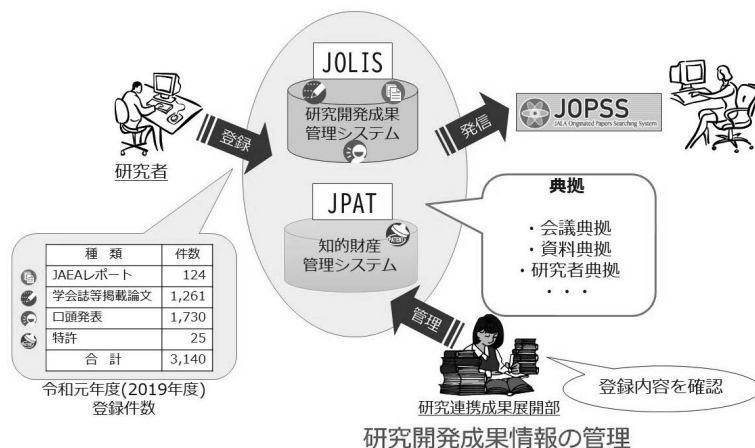 JOLIS
研究開発成果
管理システム
登録
発信
JOPSS
JAEA Originated Papers Searching System
研究者
JPAT
知的財産
管理システム
典拠
・会議典拠
・資料典拠
・研究者典拠
・・・
種 類 件数
JAEAレポート 124
学会誌等掲載論文 1,261
口頭発表 1,730
特許 25
合 計 3,140
令和元年度(2019年度)
登録件数
管理
研究連携成果展開部
登録内容を確認
研究開発成果情報の管理